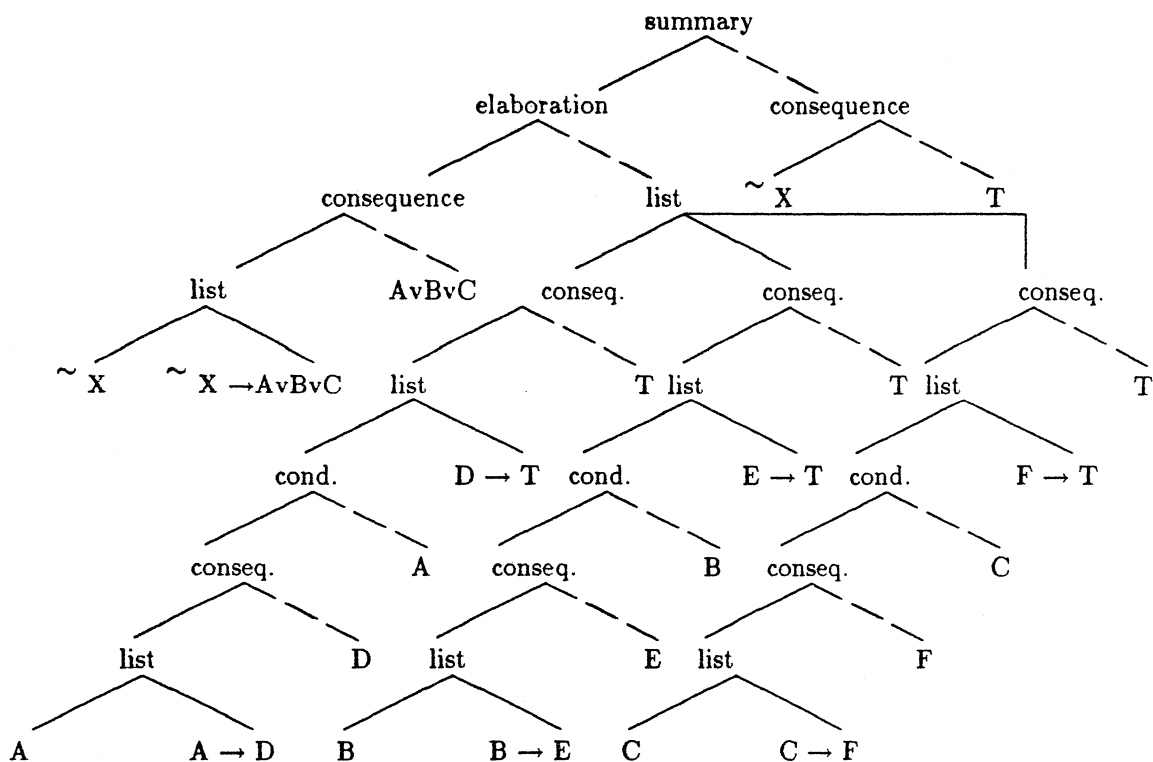 summary
elaboration consequence
consequence list ~ X T
list AvBvC conseq. conseq. conseq.
~ X ~ X →AvBvC list T list T list T
cond. D → T cond. E → T cond. F → T
conseq. A conseq. B conseq. C
list D list E list F
A A → D B B → E C C → F